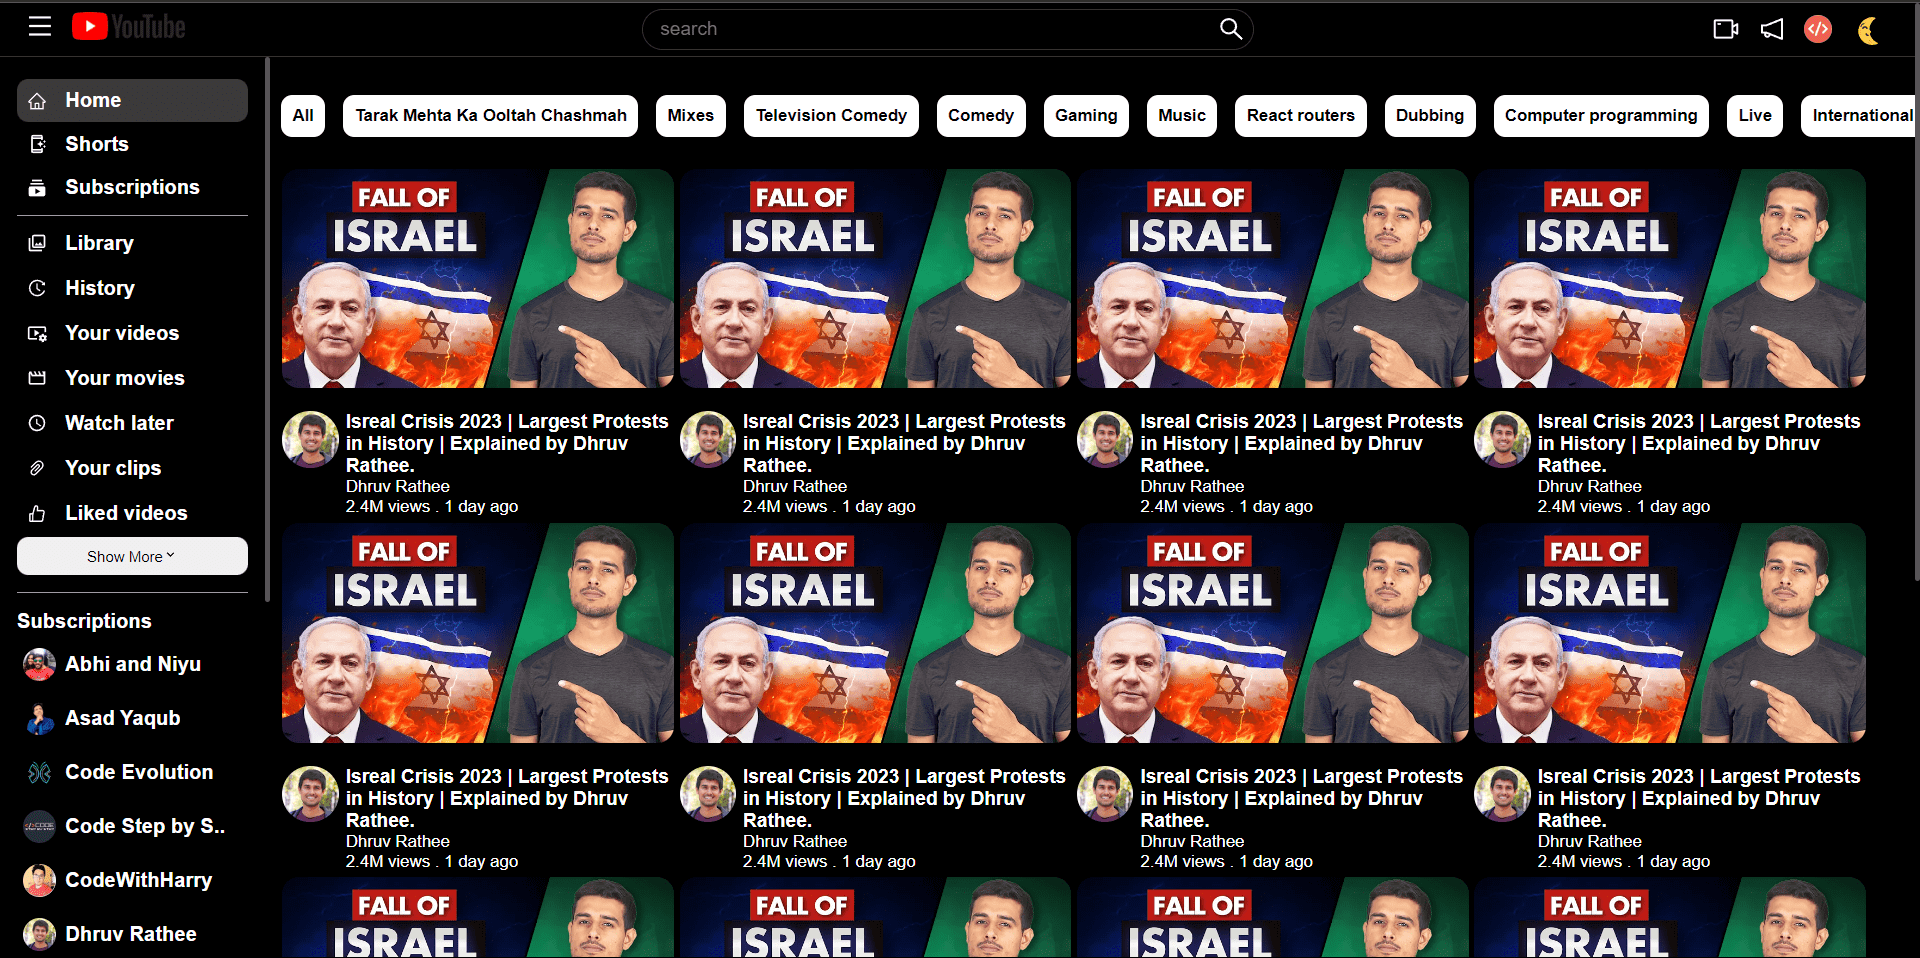 YouTube
search
Home
Shorts
Subscriptions
Library
History
Your videos
Your movies
Watch later
Your clips
Liked videos
Show More
Subscriptions
Abhi and Niyu
Asad Yaqub
Code Evolution
Code Step by S..
CodeWithHarry
Dhruv Rathee
All Tarak Mehta Ka Ooltah Chashmah Mixes Television Comedy Comedy Gaming Music React routers Dubbing Computer programming Live International
FALL OF
ISRAEL
FALL OF
ISRAEL
FALL OF
ISRAEL
FALL OF
ISRAEL
Isreal Crisis 2023 | Largest Protests
in History | Explained by Dhruv
Rathee.
Dhruv Rathee
2.4M views . 1 day ago
Isreal Crisis 2023 | Largest Protests
in History | Explained by Dhruv
Rathee.
Dhruv Rathee
2.4M views . 1 day ago
Isreal Crisis 2023 | Largest Protests
in History | Explained by Dhruv
Rathee.
Dhruv Rathee
2.4M views . 1 day ago
Isreal Crisis 2023 | Largest Protests
in History | Explained by Dhruv
Rathee.
Dhruv Rathee
2.4M views . 1 day ago
FALL OF
ISRAEL
FALL OF
ISRAEL
FALL OF
ISRAEL
FALL OF
ISRAEL
Isreal Crisis 2023 | Largest Protests
in History | Explained by Dhruv
Rathee.
Dhruv Rathee
2.4M views . 1 day ago
Isreal Crisis 2023 | Largest Protests
in History | Explained by Dhruv
Rathee.
Dhruv Rathee
2.4M views . 1 day ago
Isreal Crisis 2023 | Largest Protests
in History | Explained by Dhruv
Rathee.
Dhruv Rathee
2.4M views . 1 day ago
Isreal Crisis 2023 | Largest Protests
in History | Explained by Dhruv
Rathee.
Dhruv Rathee
2.4M views . 1 day ago
FALL OF
ISRAEL
FALL OF
ISRAEL
FALL OF
ISRAEL
FALL OF
ISRAEL